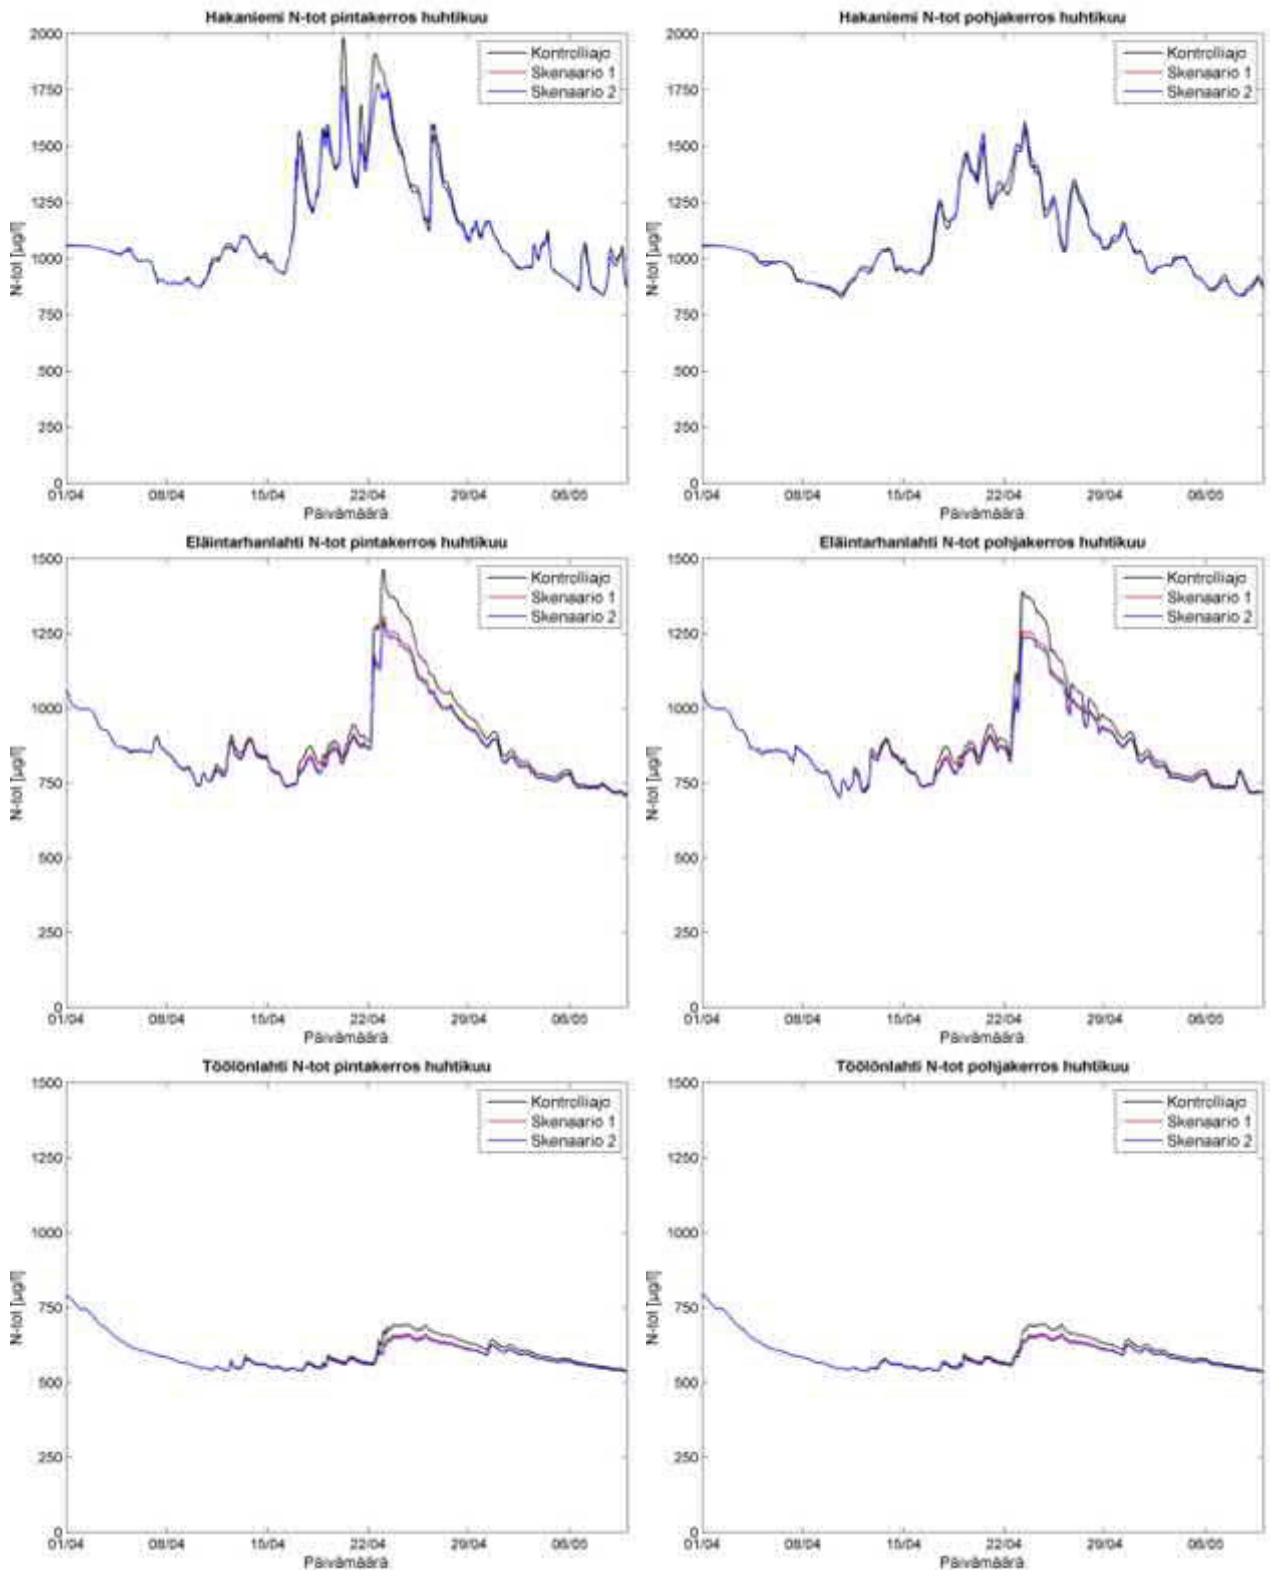 Hakaniemi N-tot pintakerros huhtikuu
N-tot [µg/l]
2000
1750
1500
1250
1000
750
500
250
0
01/04 08/04 15/04 22/04 29/04 06/05
Päivämäärä
Kontrolliajo
Skenaario 1
Skenaario 2
Hakaniemi N-tot pohjakerros huhtikuu
N-tot [µg/l]
2000
1750
1500
1250
1000
750
500
250
0
01/04 08/04 15/04 22/04 29/04 06/05
Päivämäärä
Kontrolliajo
Skenaario 1
Skenaario 2
Eläintarhanlahti N-tot pintakerros huhtikuu
N-tot [µg/l]
1500
1250
1000
750
500
250
0
01/04 08/04 15/04 22/04 29/04 06/05
Päivämäärä
Kontrolliajo
Skenaario 1
Skenaario 2
Eläintarhanlahti N-tot pohjakerros huhtikuu
N-tot [µg/l]
1500
1250
1000
750
500
250
0
01/04 08/04 15/04 22/04 29/04 06/05
Päivämäärä
Kontrolliajo
Skenaario 1
Skenaario 2
Töölönlahti N-tot pintakerros huhtikuu
N-tot [µg/l]
1500
1250
1000
750
500
250
0
01/04 08/04 15/04 22/04 29/04 06/05
Päivämäärä
Kontrolliajo
Skenaario 1
Skenaario 2
Töölönlahti N-tot pohjakerros huhtikuu
N-tot [µg/l]
1500
1250
1000
750
500
250
0
01/04 08/04 15/04 22/04 29/04 06/05
Päivämäärä
Kontrolliajo
Skenaario 1
Skenaario 2